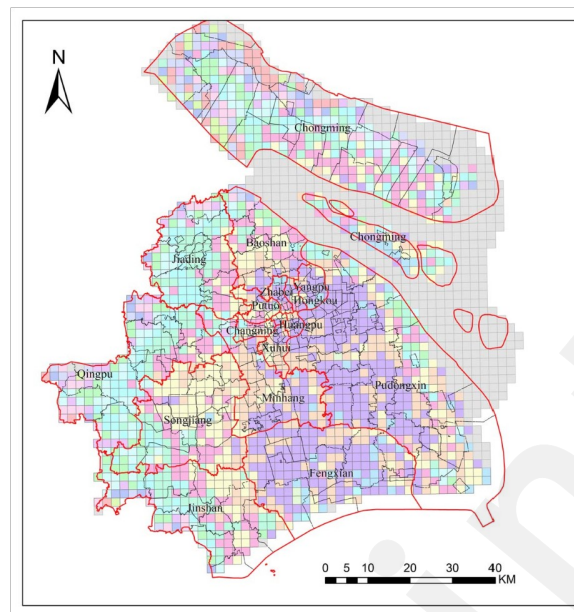 N
Chongming
Chongming
Baoshan
Jiading
Yangpu
Zhabei
Hongkou
Putuo
Huangpu
Changning
Xuhui
Qingpu
Pudongxin
Minhang
Songjiang
Fengxian
Jinshan
0 5 10 20 30 40
KM